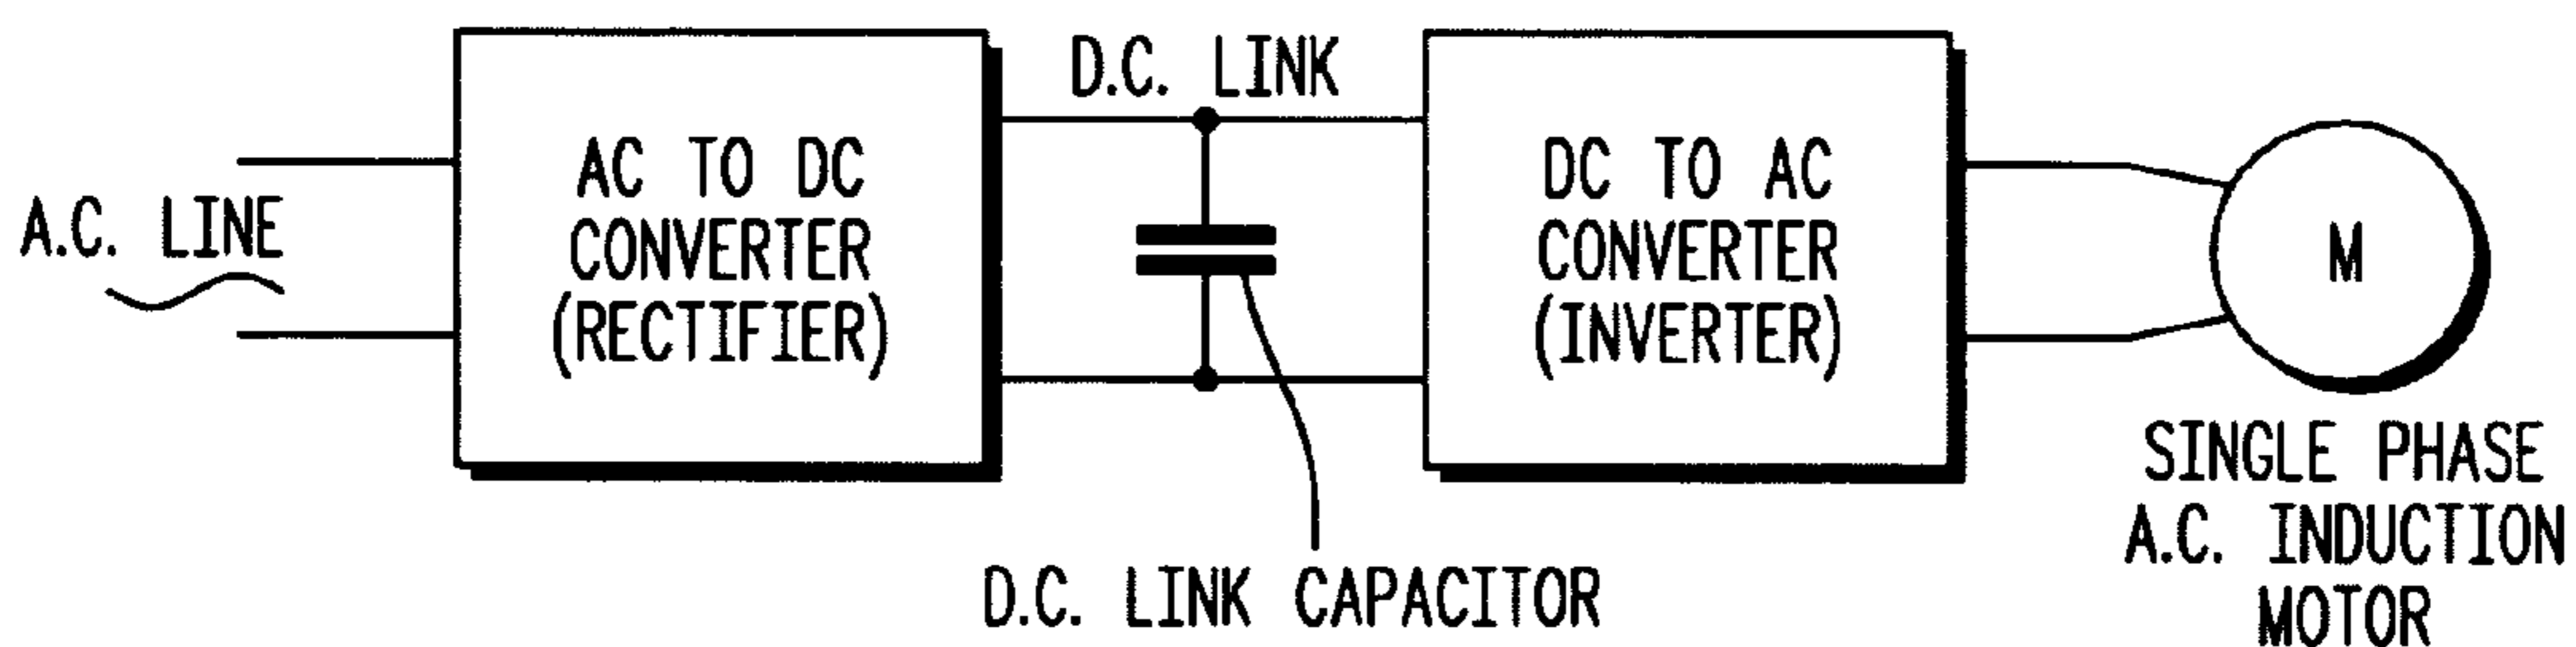 A.C. LINE
AC TO DC
CONVERTER
(RECTIFIER)
D.C. LINK
D.C. LINK CAPACITOR
DC TO AC
CONVERTER
(INVERTER)
M
SINGLE PHASE
A.C. INDUCTION
MOTOR